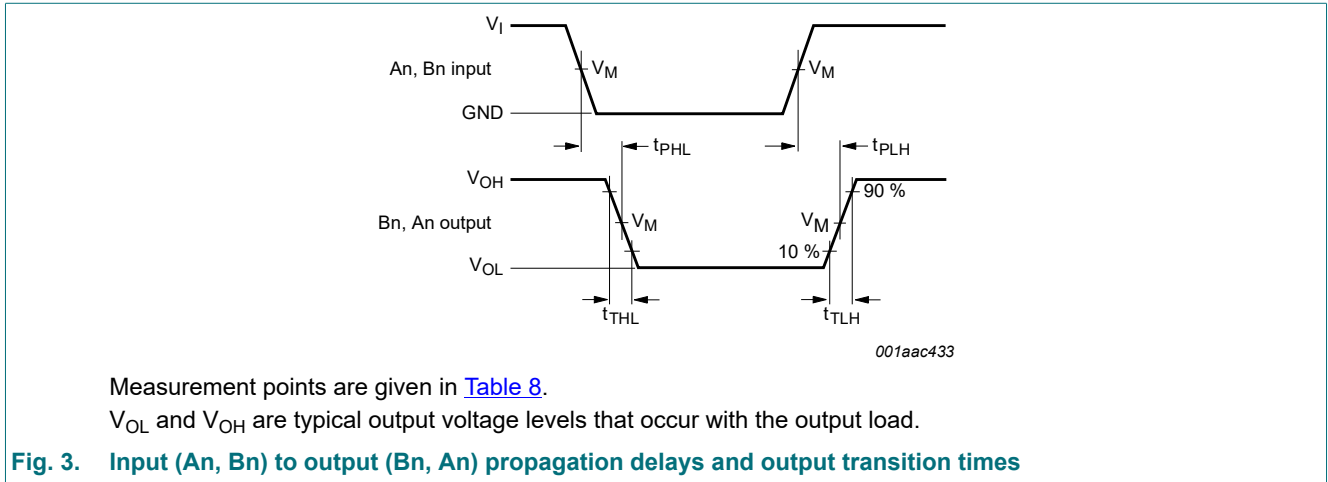 VI
An, Bn input
VM
VM
GND
tPHL
tPLH
VOH
90 %
Bn, An output
VM
VM
10 %
VOL
tTHL
tTLH
001aac433
Measurement points are given in Table 8.
VOL and VOH are typical output voltage levels that occur with the output load.
Fig. 3. Input (An, Bn) to output (Bn, An) propagation delays and output transition times